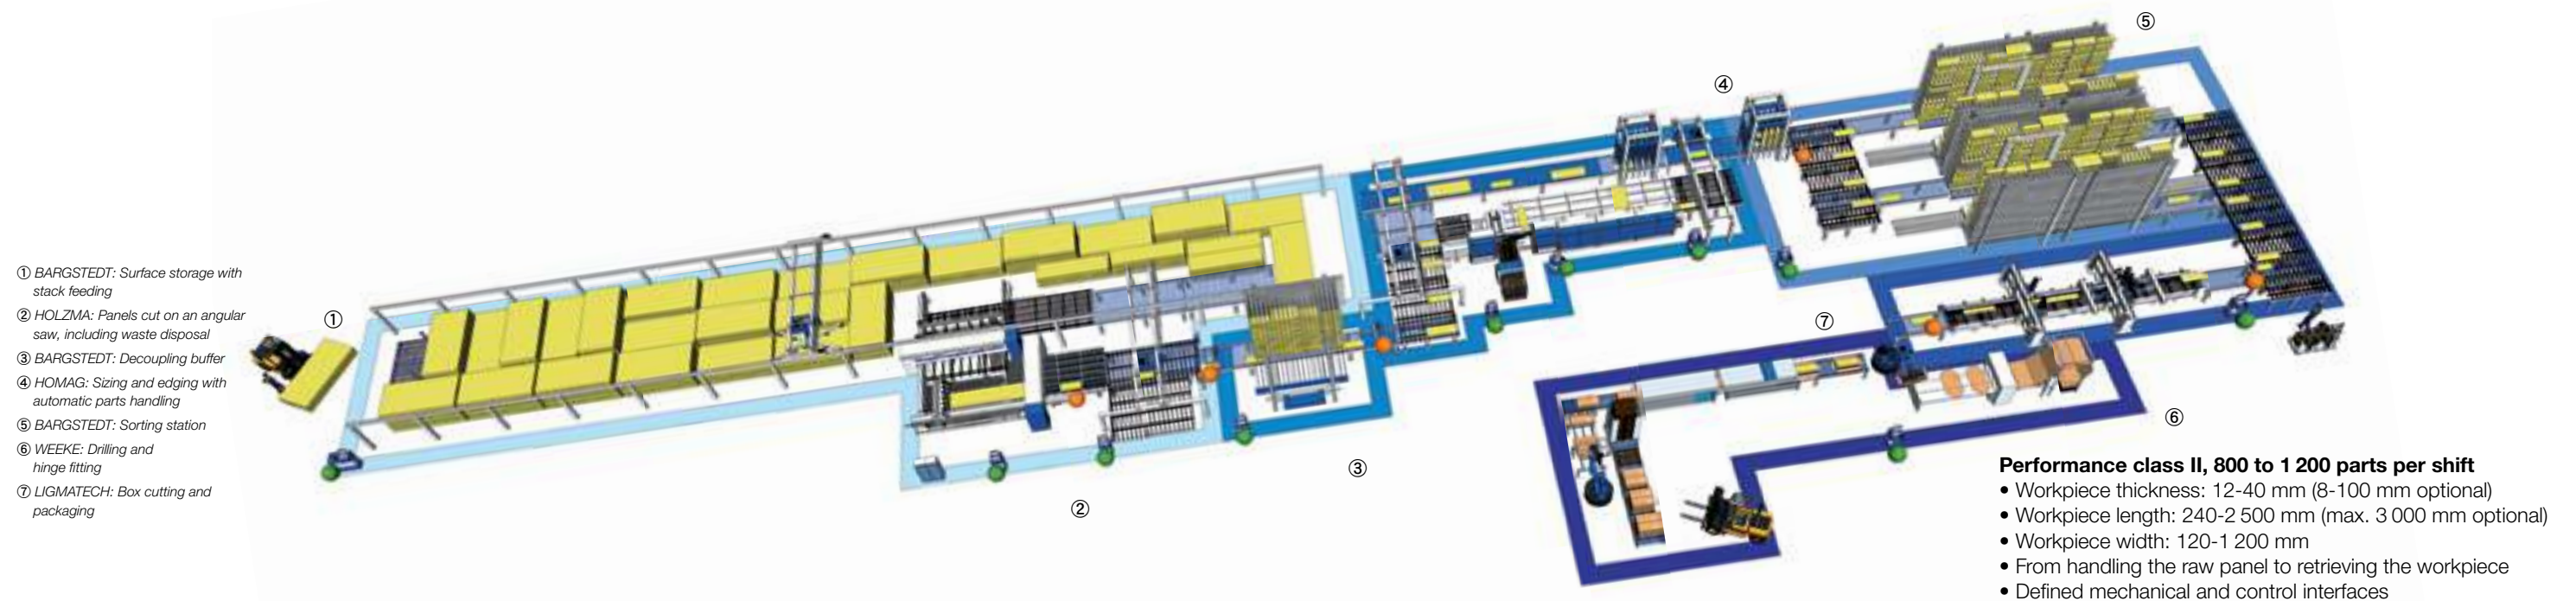 ① BARGSTEDT: Surface storage with
stack feeding
② HOLZMA: Panels cut on an angular
saw, including waste disposal
③ BARGSTEDT: Decoupling buffer
④ HOMAG: Sizing and edging with
automatic parts handling
⑤ BARGSTEDT: Sorting station
⑥ WEEKE: Drilling and
hinge fitting
⑦ LIGMATECH: Box cutting and
packaging
①
②
③
④
⑤
⑥
⑦
Performance class II, 800 to 1 200 parts per shift
• Workpiece thickness: 12-40 mm (8-100 mm optional)
• Workpiece length: 240-2 500 mm (max. 3 000 mm optional)
• Workpiece width: 120-1 200 mm
• From handling the raw panel to retrieving the workpiece
• Defined mechanical and control interfaces